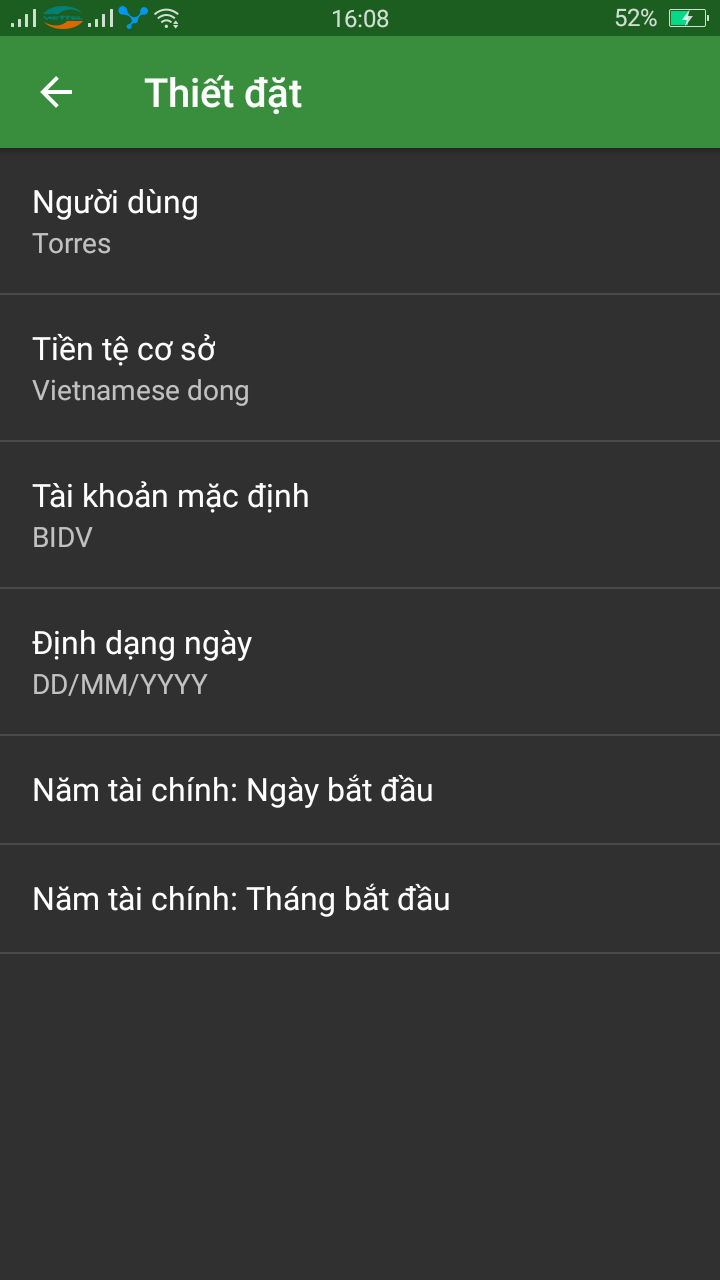 16:08
52%
Thiết đặt
Người dùng
Torres
Tiền tệ cơ sở
Vietnamese dong
Tài khoản mặc định
BIDV
Định dạng ngày
DD/MM/YYYY
Năm tài chính: Ngày bắt đầu
Năm tài chính: Tháng bắt đầu